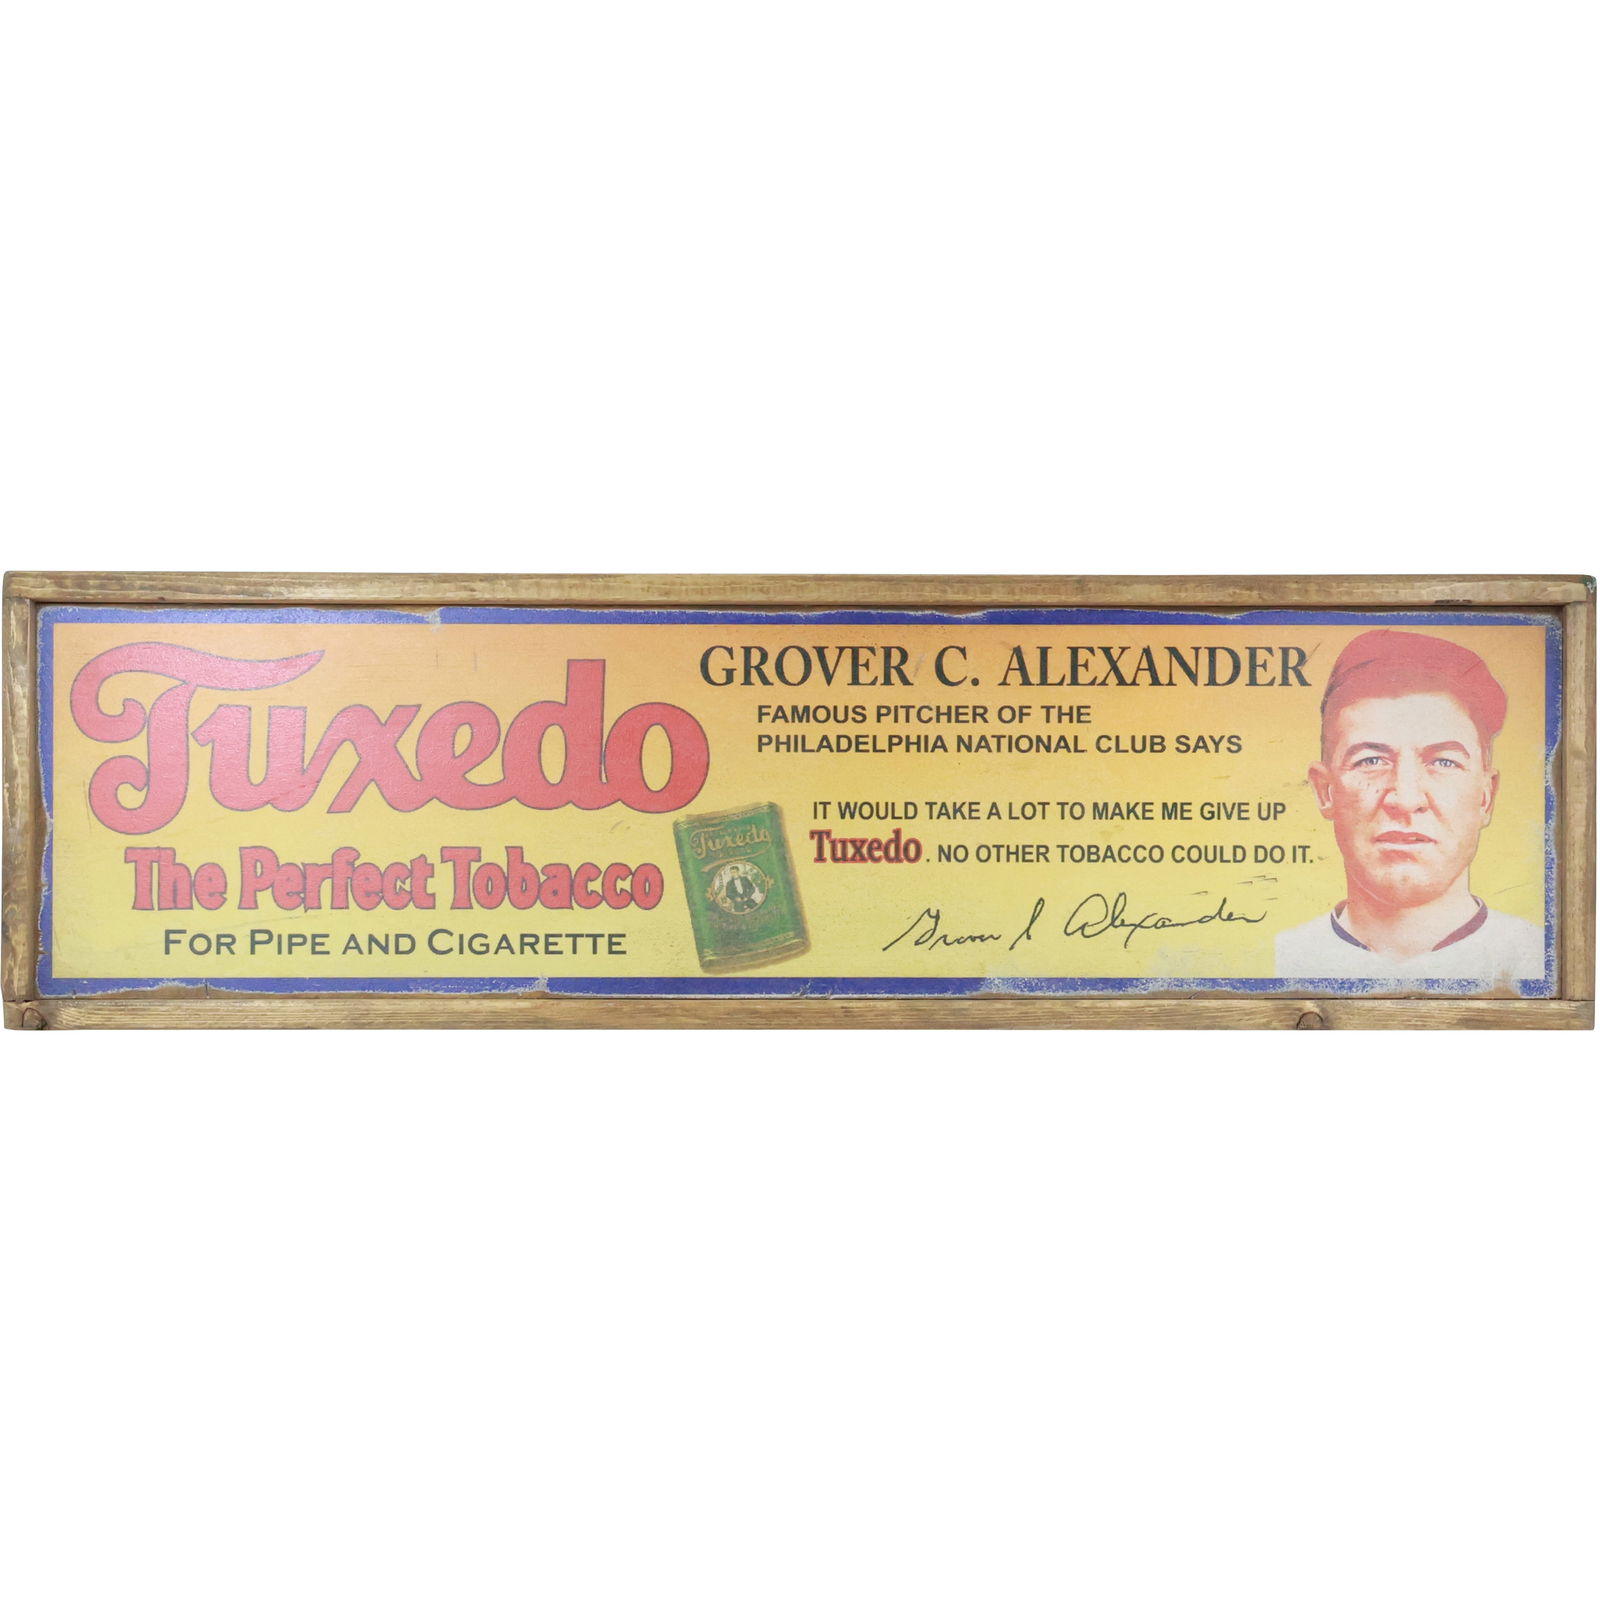 Tuxedo
The Perfect Tobacco
FOR PIPE AND CIGARETTE
Tuxedo
GROVER C. ALEXANDER
FAMOUS PITCHER OF THE
PHILADELPHIA NATIONAL CLUB SAYS
IT WOULD TAKE A LOT TO MAKE ME GIVE UP
Tuxedo. NO OTHER TOBACCO COULD DO IT.
Grover C Alexander